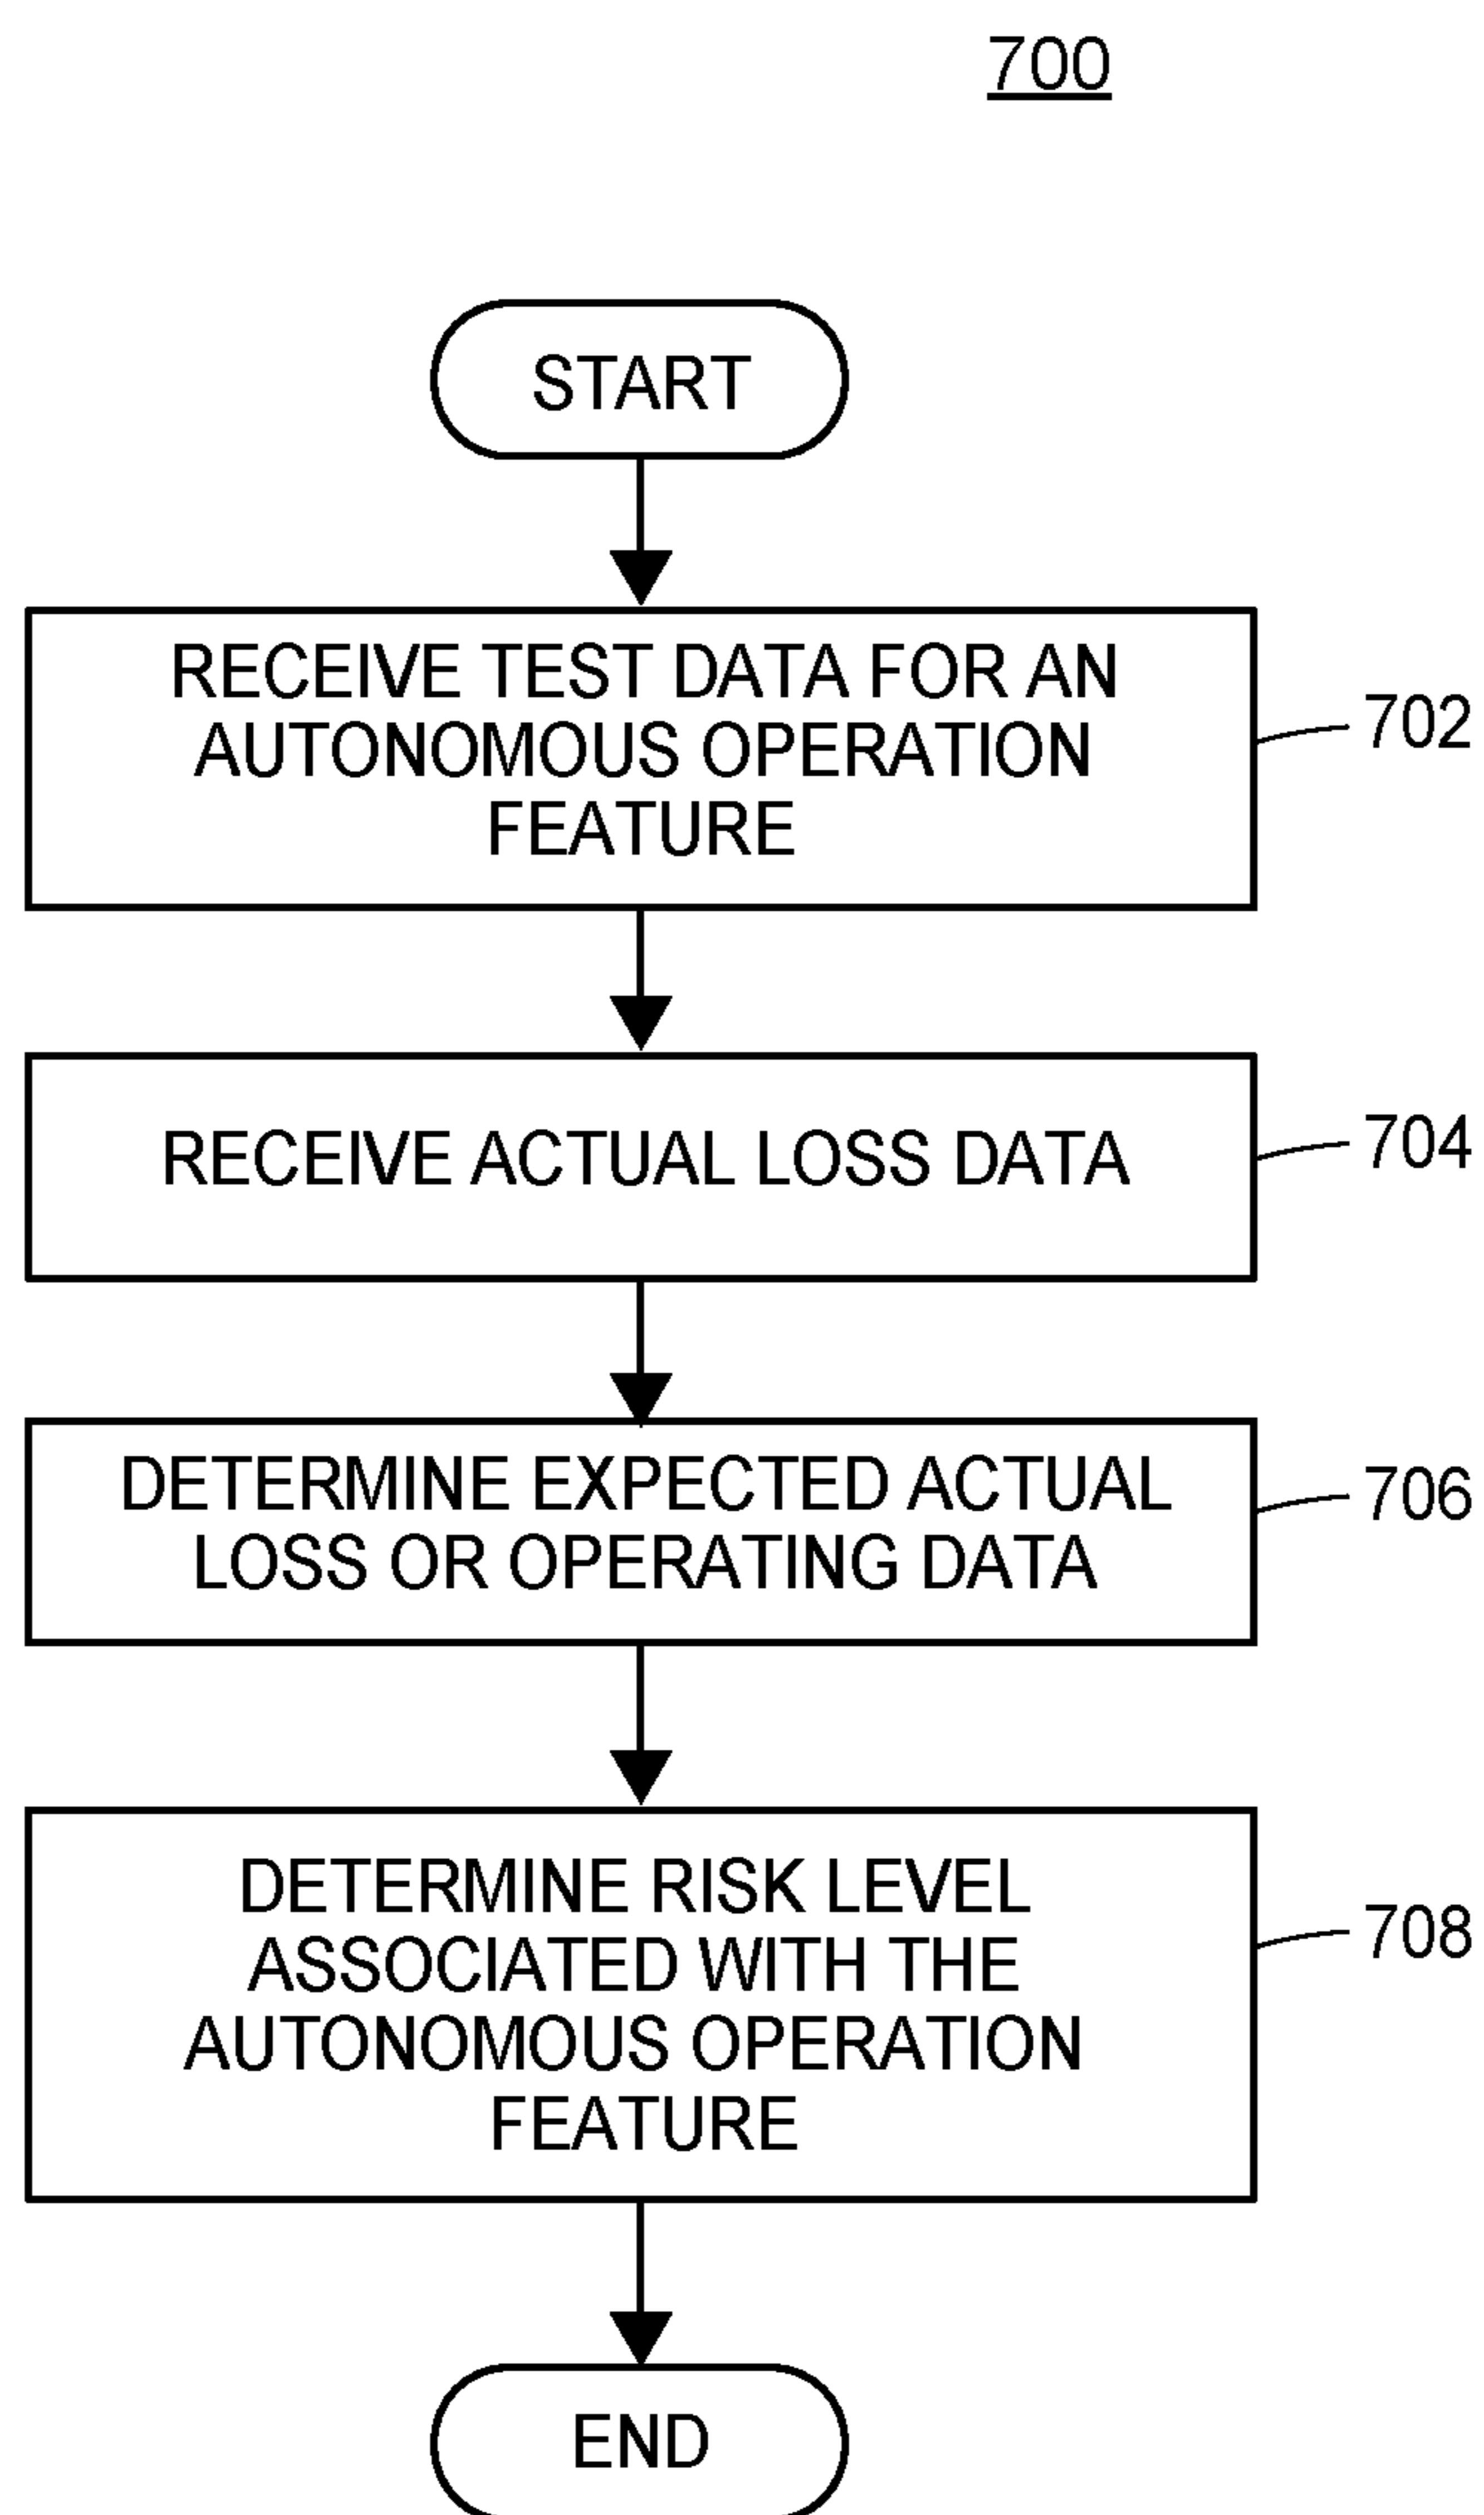 700
START
RECEIVE TEST DATA FOR AN
AUTONOMOUS OPERATION
FEATURE
702
RECEIVE ACTUAL LOSS DATA
704
DETERMINE EXPECTED ACTUAL
LOSS OR OPERATING DATA
706
DETERMINE RISK LEVEL
ASSOCIATED WITH THE
AUTONOMOUS OPERATION
FEATURE
708
END